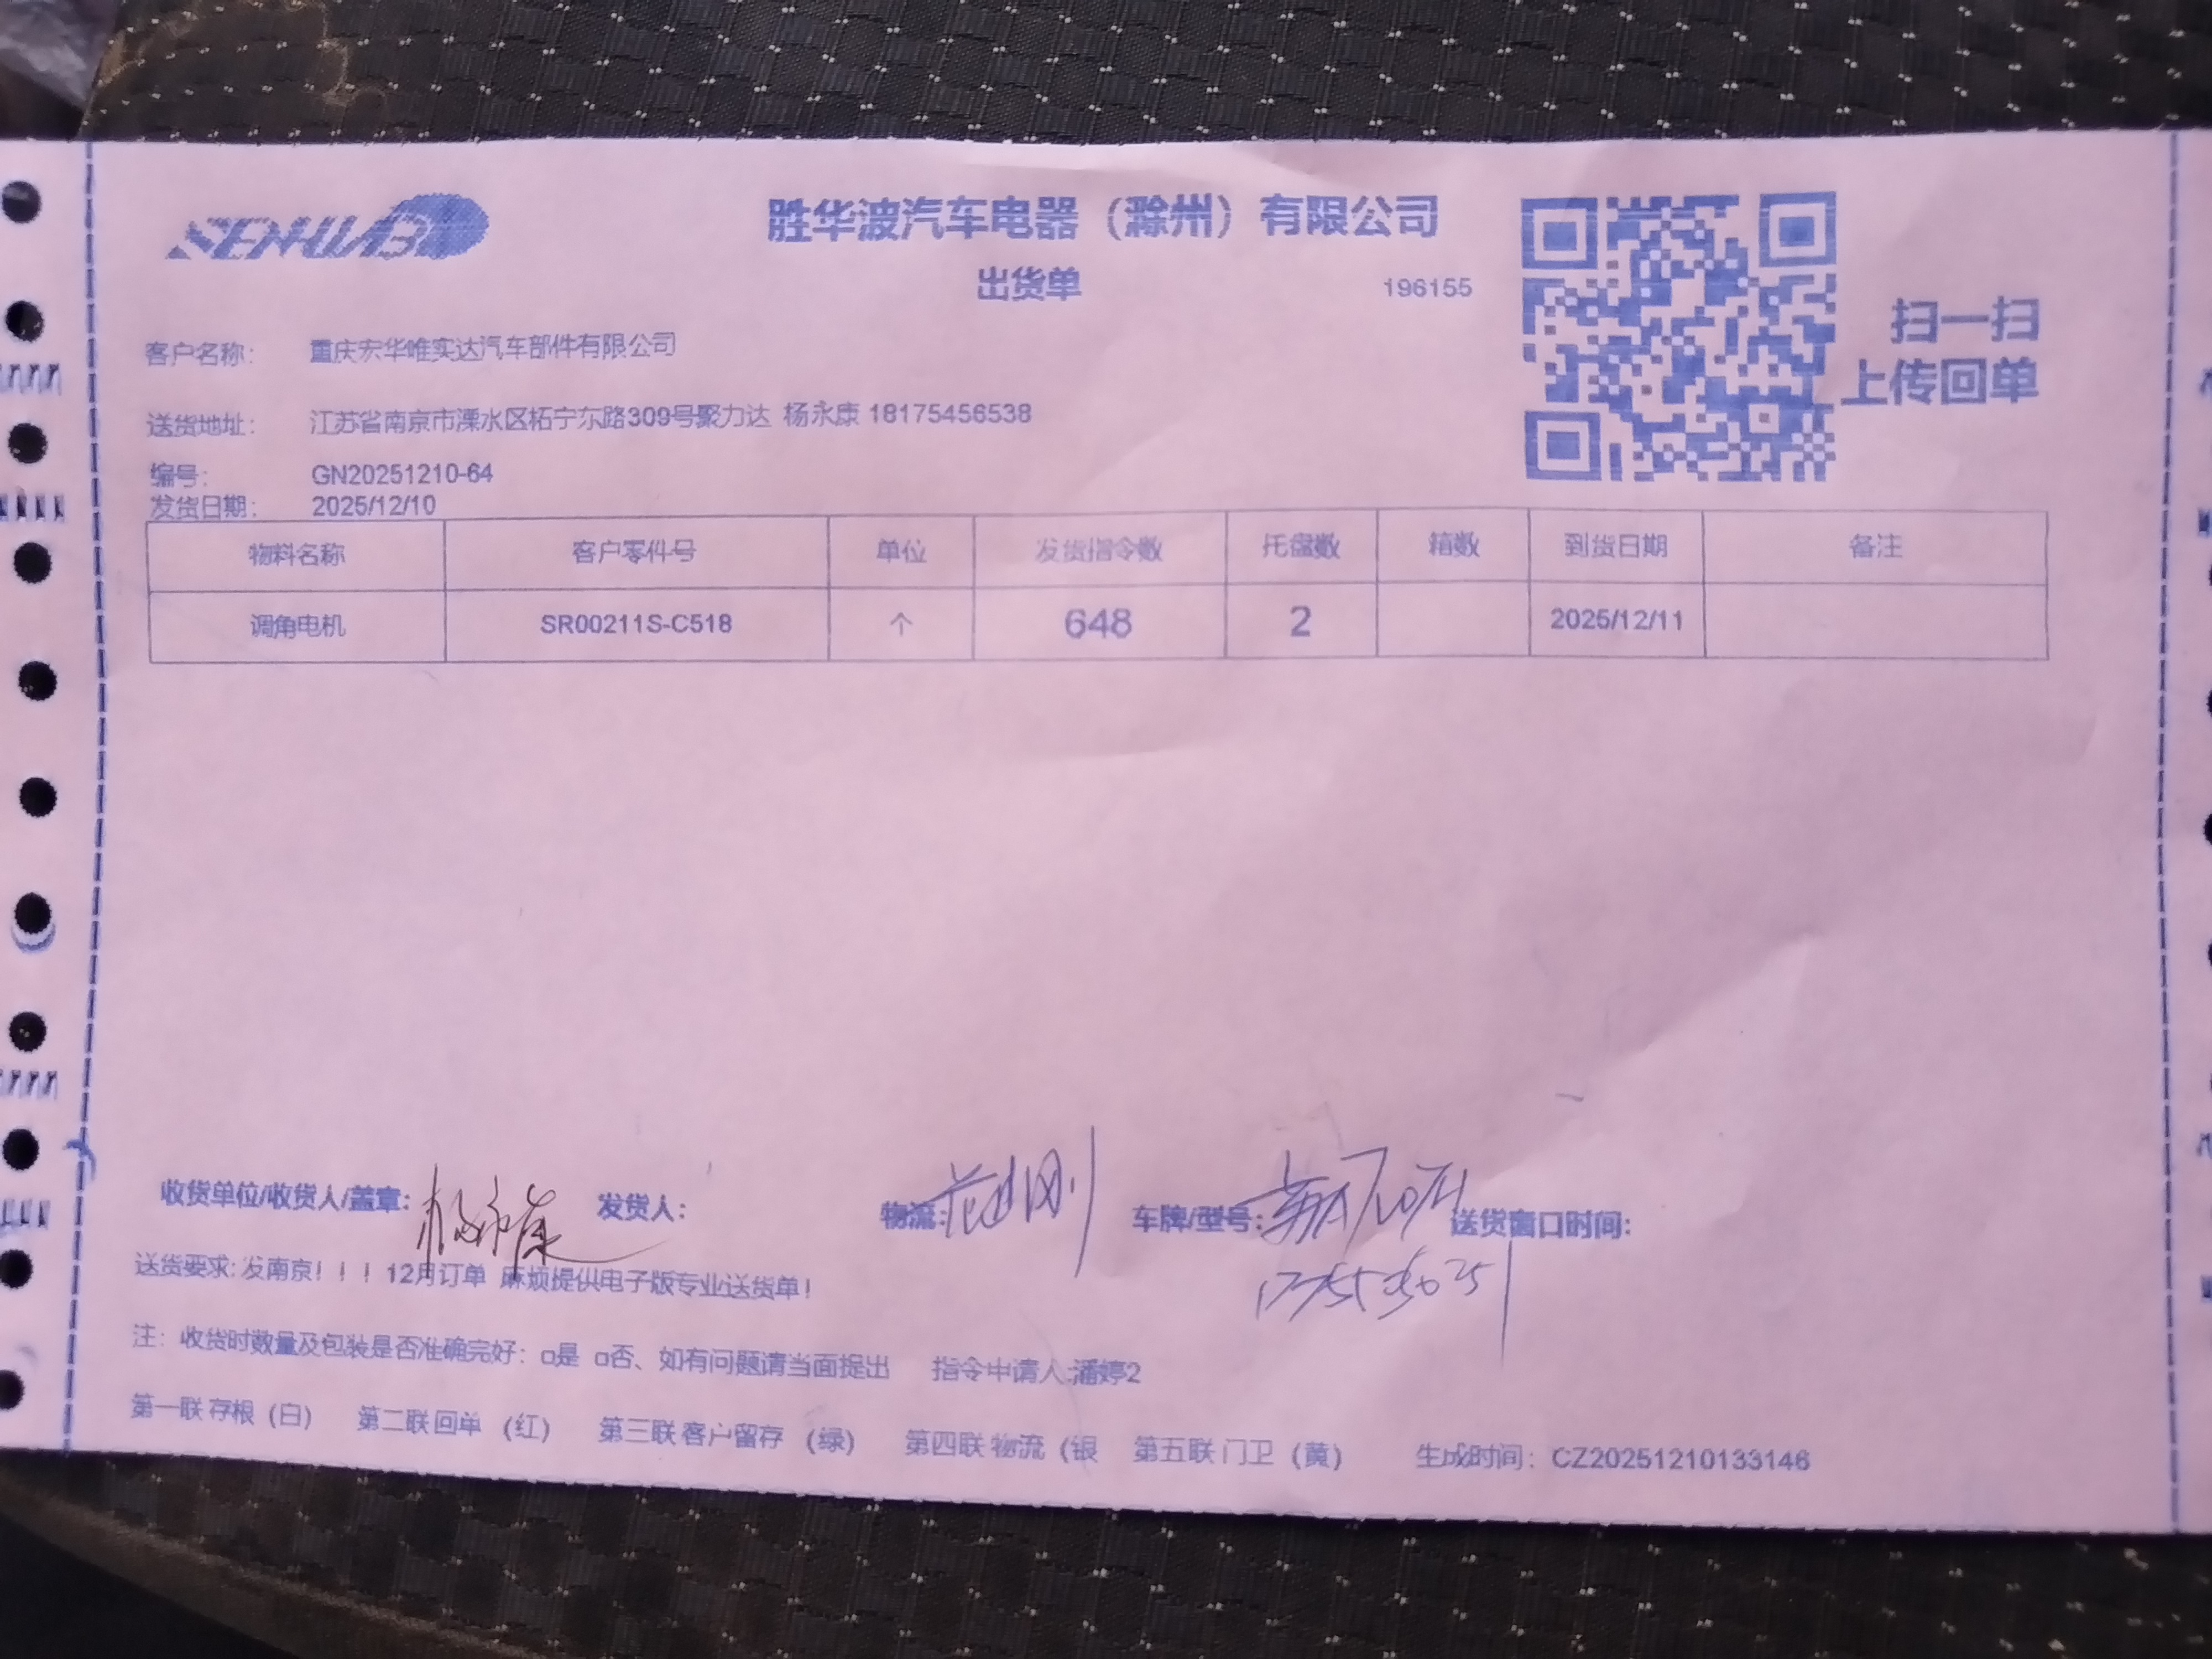 SENHWAB
胜华波汽车电器（滁州）有限公司
出货单
196155
扫一扫
上传回单
客户名称： 重庆宏华唯实达汽车部件有限公司
送货地址： 江苏省南京市溧水区柘宁东路309号聚力达 杨永康 18175456538
编号： GN20251210-64
发货日期： 2025/12/10
物料名称 客户零件号 单位 发货指令数 托盘数 箱数 到货日期 备注
调角电机 SR00211S-C518 个 648 2 2025/12/11
收货单位/收货人/盖章： 杨永康 发货人： 物流： 车牌/型号： 送货窗口时间：
送货要求：发南京！！！12月订单 麻烦提供电子版专业送货单！
注：收货时数量及包装是否准确完好：□是 □否、如有问题请当面提出 指令申请人:潘婷2
第一联存根（白） 第二联回单（红） 第三联客户留存（绿） 第四联物流（银 第五联门卫（黄） 生成时间：CZ20251210133146